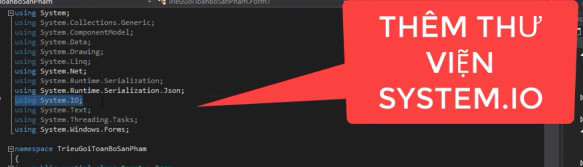 TrieuGoiToanBoSanPham.Form1
using System;
using System.Collections.Generic;
using System.ComponentModel;
using System.Data;
using System.Drawing;
using System.Linq;
using System.Net;
using System.Runtime.Serialization;
using System.Runtime.Serialization.Json;
using System.IO;
using System.Text;
using System.Threading.Tasks;
using System.Windows.Forms;
namespace TrieuGoiToanBoSanPham
{
THÊM THƯ
VIỆN
SYSTEM.IO